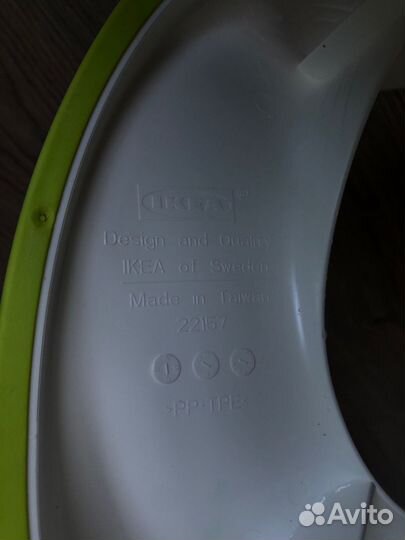 IKEA
Design and Quality
IKEA of Sweden
Made in Taiwan
22157
>PP-TPE<
Avito